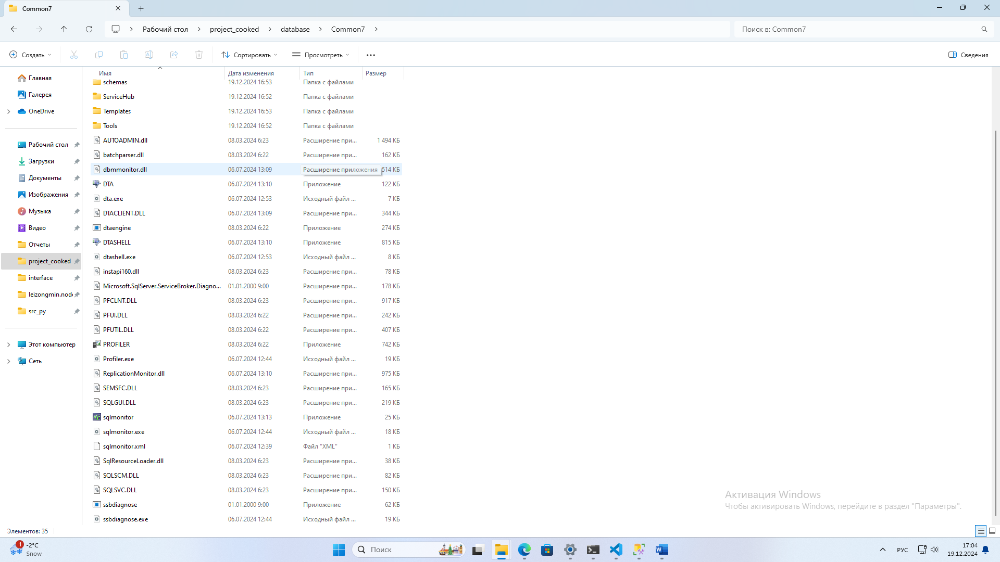 Common7
Рабочий стол
project_cooked
database
Common7
Поиск в: Common7
Создать
Сортировать
Просмотреть
Сведения
Главная
Галерея
OneDrive
Рабочий стол
Загрузки
Документы
Изображения
Музыка
Видео
Отчеты
project_cooked
interface
leizongmin.node
src_py
Этот компьютер
Сеть
Имя Дата изменения Тип Размер
schemas 19.12.2024 16:53 Папка с файлами
ServiceHub 19.12.2024 16:52 Папка с файлами
Templates 19.12.2024 16:53 Папка с файлами
Tools 19.12.2024 16:52 Папка с файлами
AUTOADMIN.dll 08.03.2024 6:23 Расширение при... 1 494 КБ
batchparser.dll 08.03.2024 6:22 Расширение при... 162 КБ
dbmmonitor.dll 06.07.2024 13:09 Расширение приложения 514 КБ
DTA 06.07.2024 13:10 Приложение 122 КБ
dta.exe 06.07.2024 12:53 Исходный файл ... 7 КБ
DTACLIENT.DLL 06.07.2024 13:09 Расширение при... 344 КБ
dtaengine 08.03.2024 6:22 Приложение 274 КБ
DTASHELL 06.07.2024 13:10 Приложение 815 КБ
dtashell.exe 06.07.2024 12:53 Исходный файл ... 8 КБ
instapi160.dll 08.03.2024 6:23 Расширение при... 78 КБ
Microsoft.SqlServer.ServiceBroker.Diagno... 01.01.2000 9:00 Расширение при... 178 КБ
PFCLNT.DLL 08.03.2024 6:23 Расширение при... 917 КБ
PFUI.DLL 08.03.2024 6:22 Расширение при... 242 КБ
PFUTIL.DLL 08.03.2024 6:22 Расширение при... 407 КБ
PROFILER 08.03.2024 6:22 Приложение 742 КБ
Profiler.exe 06.07.2024 12:44 Исходный файл ... 19 КБ
ReplicationMonitor.dll 06.07.2024 13:10 Расширение при... 975 КБ
SEMSFC.DLL 08.03.2024 6:23 Расширение при... 165 КБ
SQLGUI.DLL 08.03.2024 6:23 Расширение при... 219 КБ
sqlmonitor 06.07.2024 13:13 Приложение 25 КБ
sqlmonitor.exe 06.07.2024 12:44 Исходный файл ... 18 КБ
sqlmonitor.xml 06.07.2024 12:39 Файл "XML" 1 КБ
SqlResourceLoader.dll 08.03.2024 6:23 Расширение при... 38 КБ
SQLSCM.DLL 08.03.2024 6:23 Расширение при... 82 КБ
SQLSVC.DLL 08.03.2024 6:23 Расширение при... 150 КБ
ssbdiagnose 01.01.2000 9:00 Приложение 62 КБ
ssbdiagnose.exe 06.07.2024 12:44 Исходный файл ... 19 КБ
Активация Windows
Чтобы активировать Windows, перейдите в раздел "Параметры".
Элементов: 35
1
-2°C
Snow
Поиск
РУС
17:04
19.12.2024